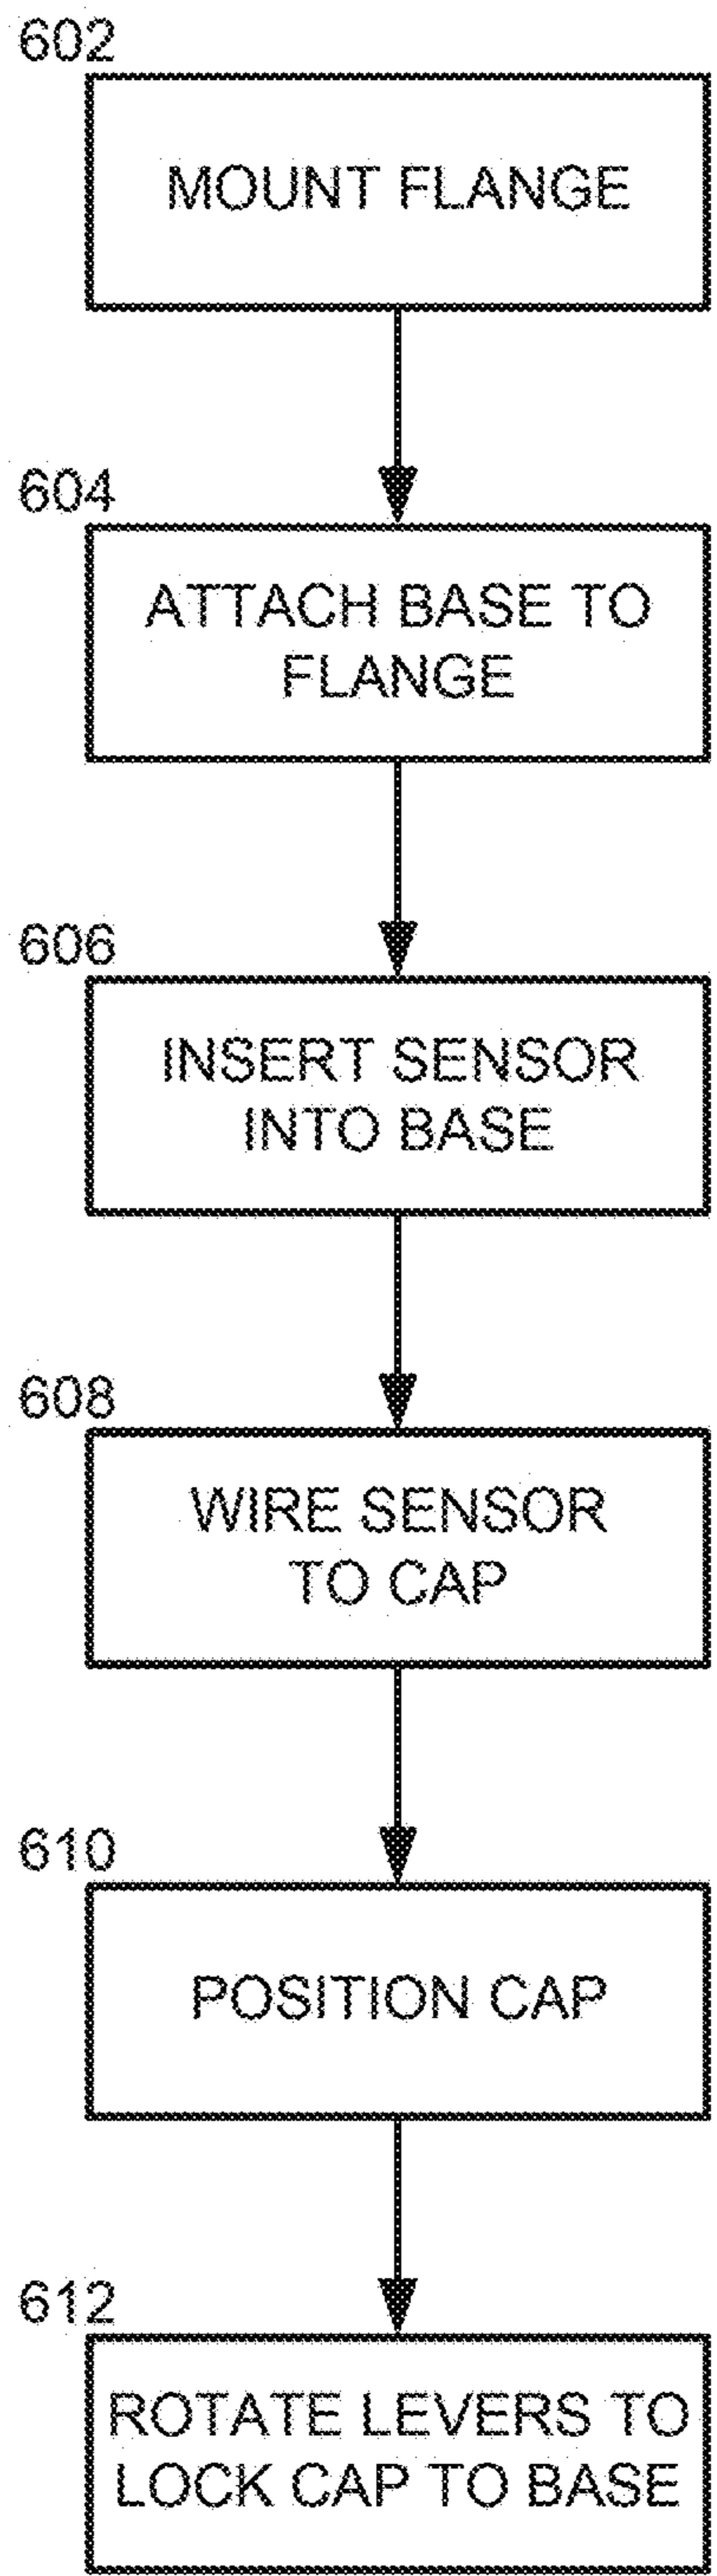 602
MOUNT FLANGE
604
ATTACH BASE TO
FLANGE
606
INSERT SENSOR
INTO BASE
608
WIRE SENSOR
TO CAP
610
POSITION CAP
612
ROTATE LEVERS TO
LOCK CAP TO BASE